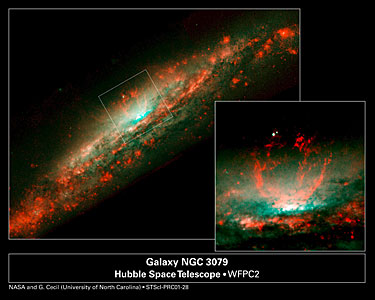 Galaxy NGC 3079
Hubble Space Telescope • WFPC2
NASA and G. Cecil (University of North Carolina) • STScI-PRC01-28